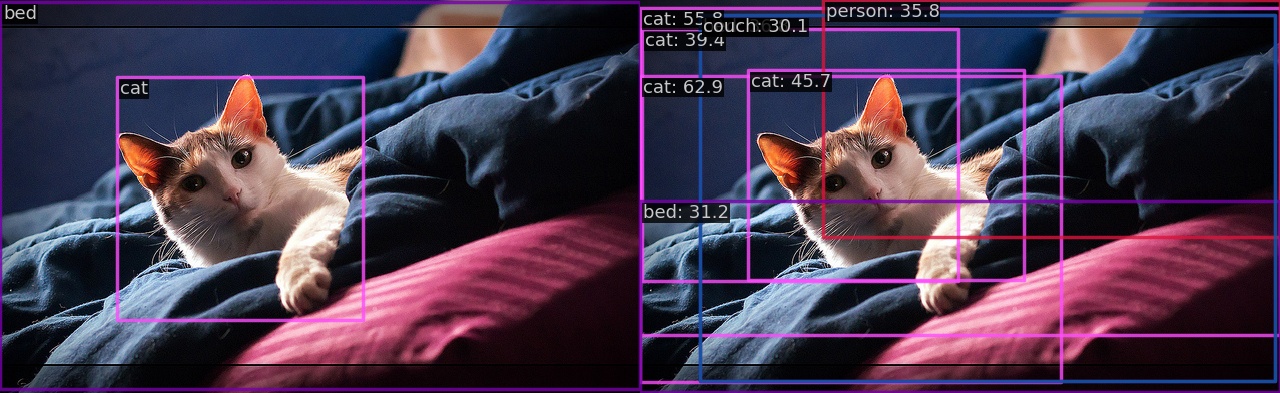 bed
cat
cat: 55.8
person: 35.8
couch: 30.1
cat: 39.4
cat: 45.7
cat: 62.9
bed: 31.2